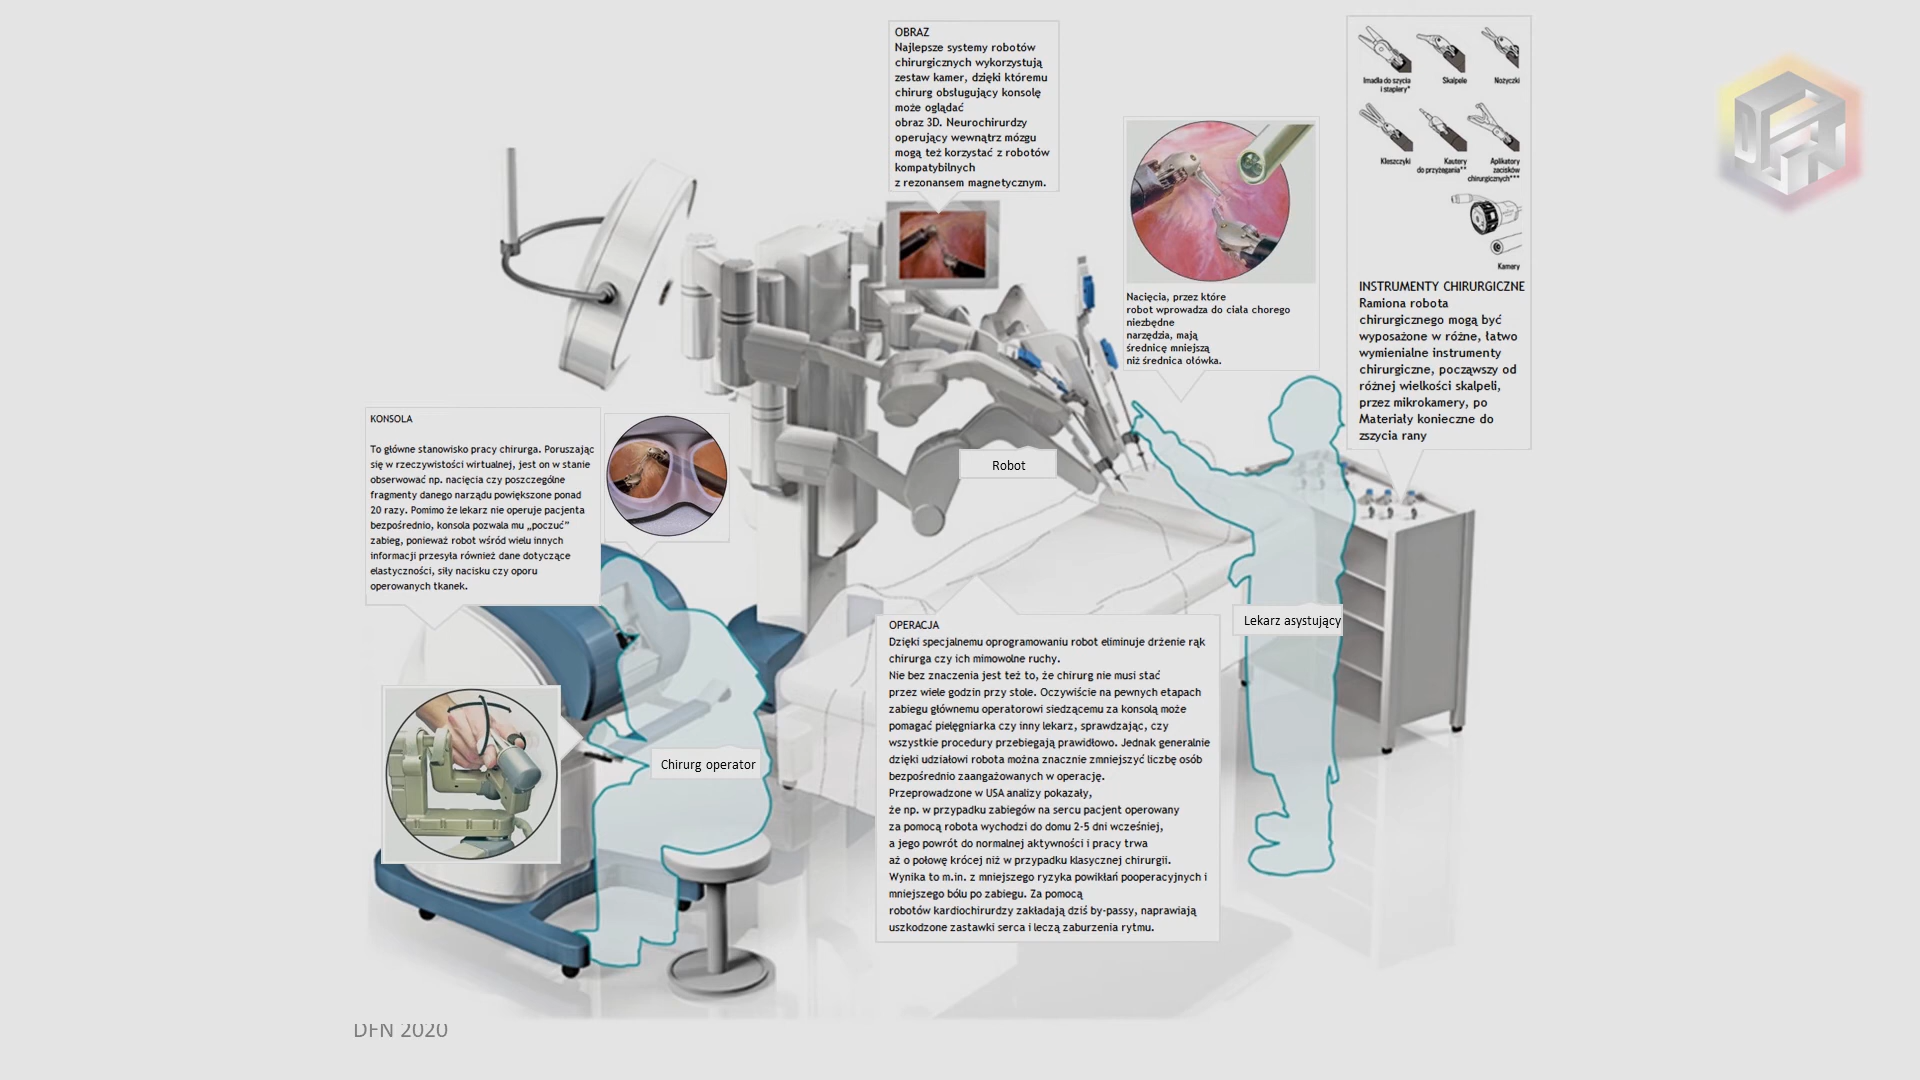 OBRAZ
Najlepsze systemy robotów
chirurgicznych wykorzystują
zestaw kamer, dzięki któremu
chirurg obsługujący konsolę
może oglądać
obraz 3D. Neurochirurdzy
operujący wewnątrz mózgu
mogą też korzystać z robotów
kompatybilnych
z rezonansem magnetycznym.
Imadła do szycia
i staplery*
Skalpele
Nożyczki
Kleszczyki
Kautery
do przyżegania**
Aplikatory
zacisków
chirurgicznych***
Kamery
INSTRUMENTY CHIRURGICZNE
Ramiona robota
chirurgicznego mogą być
wyposażone w różne, łatwo
wymienialne instrumenty
chirurgiczne, począwszy od
różnej wielkości skalpeli,
przez mikrokamery, po
Materiały konieczne do
zszycia rany
Nacięcia, przez które
robot wprowadza do ciała chorego
niezbędne
narzędzia, mają
średnicę mniejszą
niż średnica ołówka.
KONSOLA
To główne stanowisko pracy chirurga. Poruszając
się w rzeczywistości wirtualnej, jest on w stanie
obserwować np. nacięcia czy poszczególne
fragmenty danego narządu powiększone ponad
20 razy. Pomimo że lekarz nie operuje pacjenta
bezpośrednio, konsola pozwala mu „poczuć”
zabieg, ponieważ robot wśród wielu innych
informacji przesyła również dane dotyczące
elastyczności, siły nacisku czy oporu
operowanych tkanek.
Robot
Lekarz asystujący
Chirurg operator
OPERACJA
Dzięki specjalnemu oprogramowaniu robot eliminuje drżenie rąk
chirurga czy ich mimowolne ruchy.
Nie bez znaczenia jest też to, że chirurg nie musi stać
przez wiele godzin przy stole. Oczywiście na pewnych etapach
zabiegu głównemu operatorowi siedzącemu za konsolą może
pomagać pielęgniarka czy inny lekarz, sprawdzając, czy
wszystkie procedury przebiegają prawidłowo. Jednak generalnie
dzięki udziałowi robota można znacznie zmniejszyć liczbę osób
bezpośrednio zaangażowanych w operację.
Przeprowadzone w USA analizy pokazały,
że np. w przypadku zabiegów na sercu pacjent operowany
za pomocą robota wychodzi do domu 2-5 dni wcześniej,
a jego powrót do normalnej aktywności i pracy trwa
aż o połowę krócej niż w przypadku klasycznej chirurgii.
Wynika to m.in. z mniejszego ryzyka powikłań pooperacyjnych i
mniejszego bólu po zabiegu. Za pomocą
robotów kardiochirurdzy zakładają dziś by-passy, naprawiają
uszkodzone zastawki serca i leczą zaburzenia rytmu.
DFN 2020